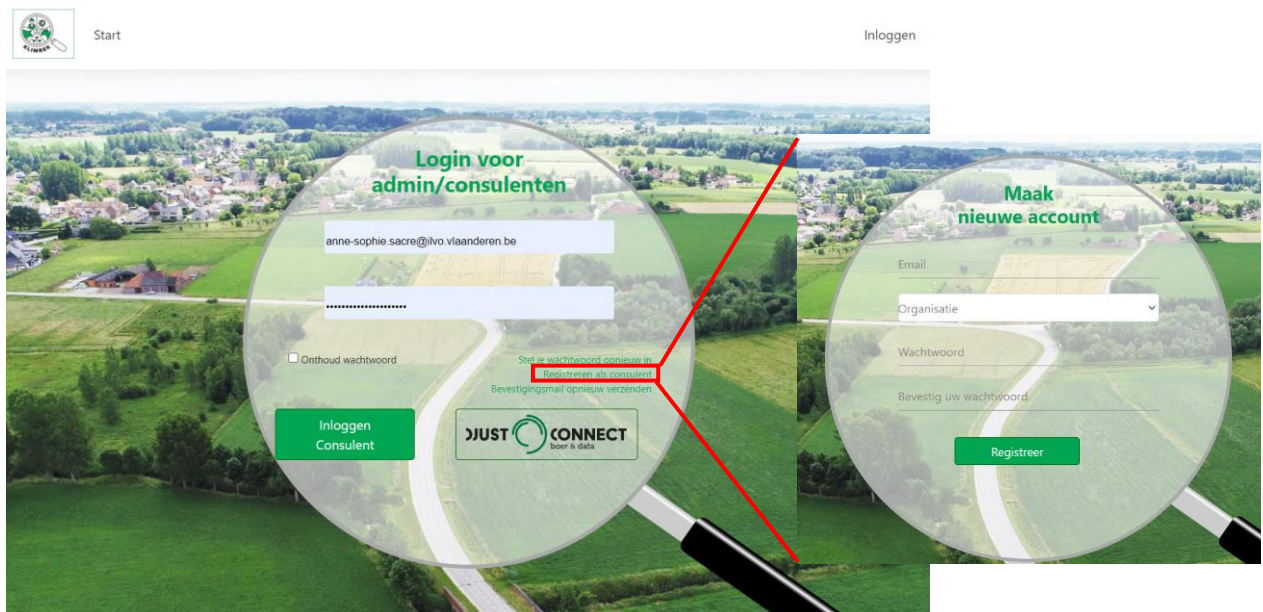 KLIMREK
Start
Inloggen
Login voor
admin/consulenten
anne-sophie.sacre@ilvo.vlaanderen.be
Onthoud wachtwoord
Stel je wachtwoord opnieuw in
Registreren als consulent
Bevestigingsmail opnieuw verzenden
Inloggen
Consulent
DJUST CONNECT
boer & data
Maak
nieuwe account
Email
Organisatie
Wachtwoord
Bevestig uw wachtwoord
Registreer